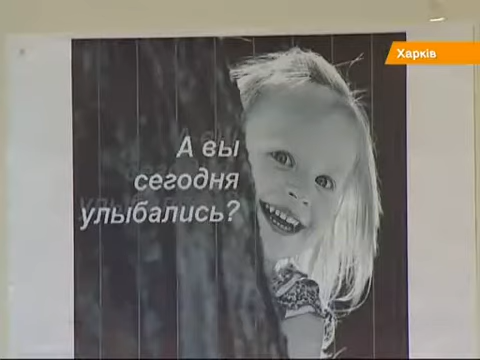 Харків
А вы
сегодня
улыбались?